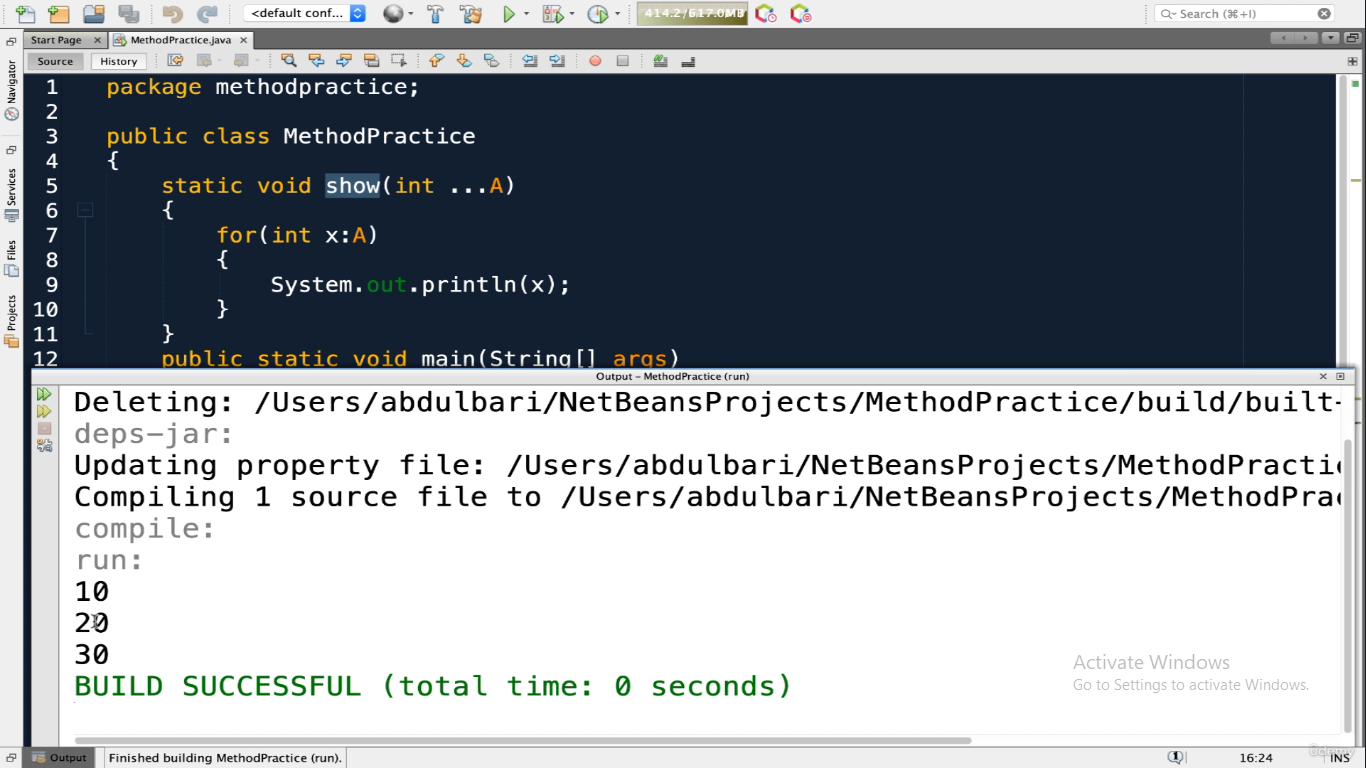 <default conf...
414.2/617.0MB
Search (⌘+I)
Start Page
MethodPractice.java
Source
History
Navigator
Services
Files
Projects
1 package methodpractice;
2
3 public class MethodPractice
4 {
5 static void show(int ...A)
6 {
7 for(int x:A)
8 {
9 System.out.println(x);
10 }
11 }
12 public static void main(String[] args)
Output - MethodPractice (run)
Deleting: /Users/abdulbari/NetBeansProjects/MethodPractice/build/built-
deps-jar:
Updating property file: /Users/abdulbari/NetBeansProjects/MethodPractic
Compiling 1 source file to /Users/abdulbari/NetBeansProjects/MethodPrac
compile:
run:
10
20
30
BUILD SUCCESSFUL (total time: 0 seconds)
Activate Windows
Go to Settings to activate Windows.
Output
Finished building MethodPractice (run).
1
16:24
INS
udemy